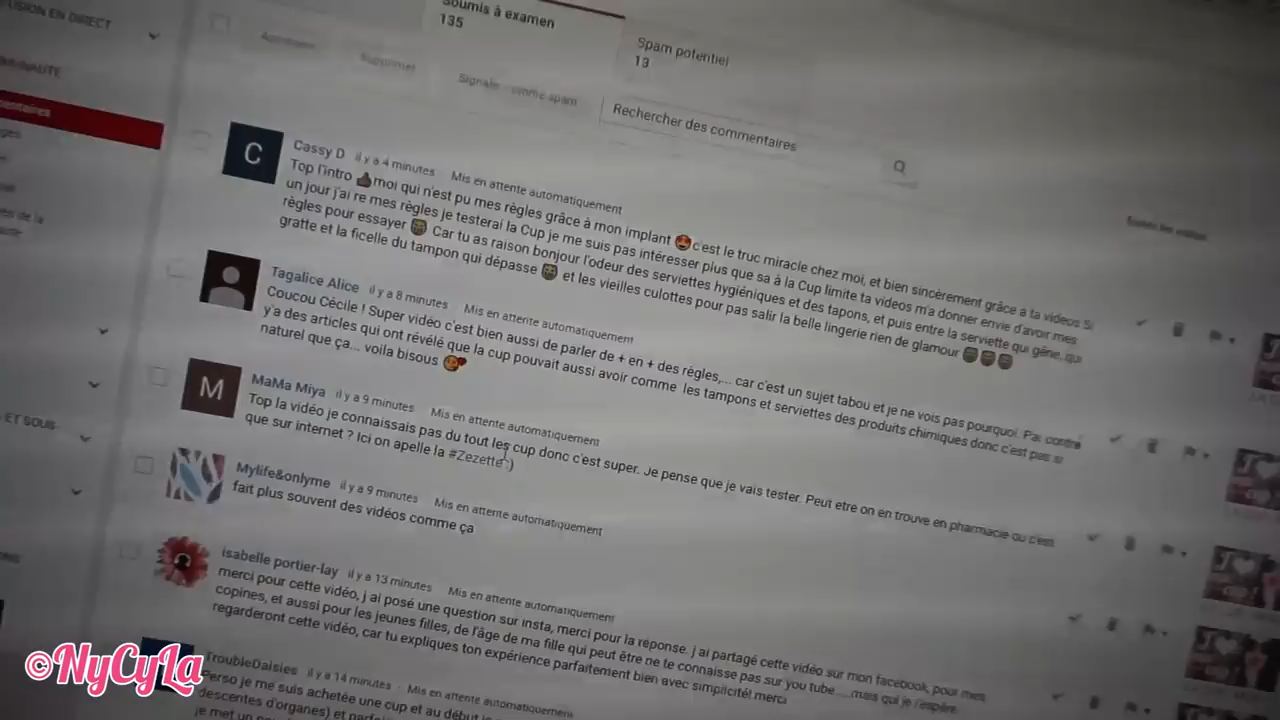 USION EN DIRECT
Soumis à examen
135
Spam potentiel
13
Supprimer
Rechercher des commentaires
C
Cassy D il y a 4 minutes Mis en attente automatiquement
Top l'intro 👍🏿moi qui n'est pu mes règles grâce à mon implant 😍c'est le truc miracle chez moi, et bien sincèrement grâce a ta videos Si
un jour j'ai re mes règles je testerai la Cup je me suis pas intéresser plus que sa à la Cup limite ta videos m'a donner envie d'avoir mes
règles pour essayer Car tu as raison bonjour l'odeur des serviettes hygiéniques et des tapons, et puis entre la serviette qui gêne, qui
gratte et la ficelle du tampon qui dépasse et les vieilles culottes pour pas salir la belle lingerie rien de glamour
Tagalice Alice il y a 8 minutes Mis en attente automatiquement
Coucou Cécile ! Super vidéo c'est bien aussi de parler de + en + des règles,... car c'est un sujet tabou et je ne vois pas pourquoi. Par contre
y'a des articles qui ont révélé que la cup pouvait aussi avoir comme les tampons et serviettes des produits chimiques donc c'est pas si
naturel que ça... voila bisous
M
MaMa Miya il y a 9 minutes Mis en attente automatiquement
Top la vidéo je connaissais pas du tout les cup donc c'est super. Je pense que je vais tester. Peut etre on en trouve en pharmacie ou c'est
que sur internet ? Ici on apelle la #Zezette :)
Mylife&onlyme il y a 9 minutes Mis en attente automatiquement
fait plus souvent des vidéos comme ça
ET SOUS-
isabelle portier-lay il y a 13 minutes Mis en attente automatiquement
merci pour cette vidéo, j ai posé une question sur insta, merci pour la réponse. j ai partagé cette vidéo sur mon facebook, pour mes
copines, et aussi pour les jeunes filles, de l'âge de ma fille qui peut être ne te connaisse pas sur you tube.....mais qui je l'espère,
regarderont cette vidéo, car tu expliques ton expérience parfaitement bien avec simplicité! merci
TroubleDaisies il y a 14 minutes Mis en attente automatiquement
Perso je me suis achetée une cup et au début
descentes d'organes) et
je met un
©NyCyLa